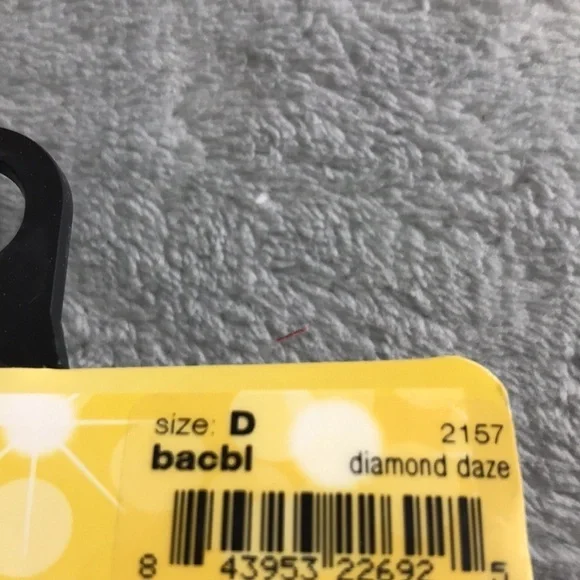 size: D
2157
bacbl
diamond daze
8 43953 22692 5